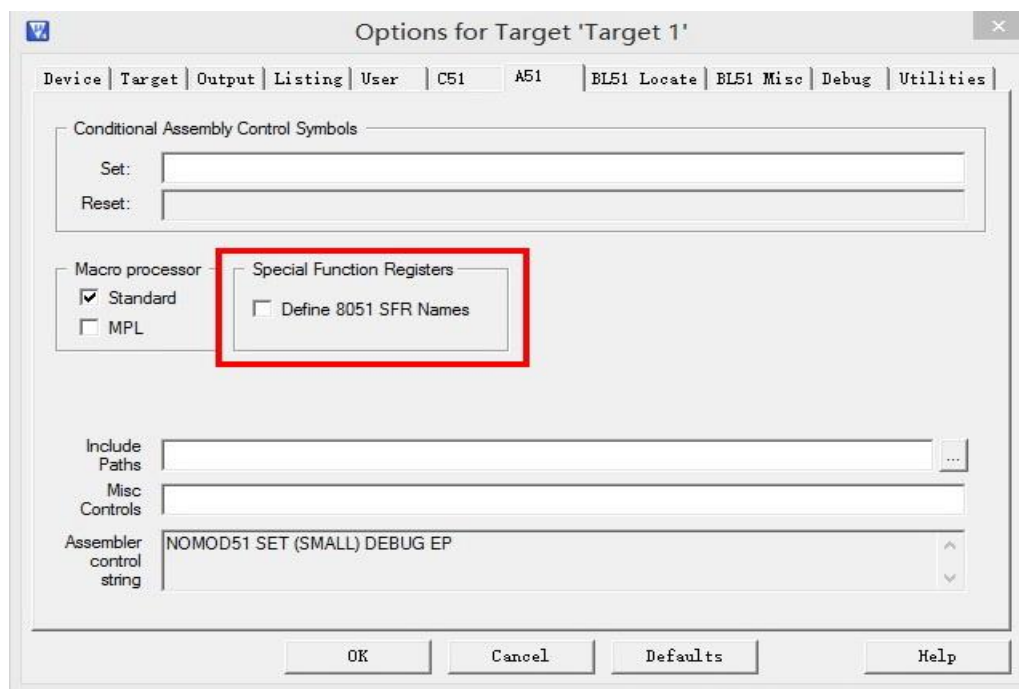 Options for Target 'Target 1'
Device Target Output Listing User C51 A51 BL51 Locate BL51 Misc Debug Utilities
Conditional Assembly Control Symbols
Set:
Reset:
Macro processor
Standard
MPL
Special Function Registers
Define 8051 SFR Names
Include
Paths
...
Misc
Controls
Assembler
control
string
NOMOD51 SET (SMALL) DEBUG EP
OK Cancel Defaults Help